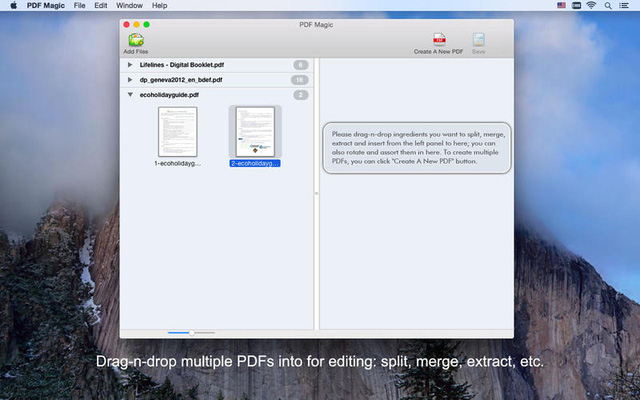 PDF Magic File Edit Window Help
PDF Magic
Add Files
Create A New PDF
Save
Lifelines - Digital Booklet.pdf 6
dp_geneva2012_en_bdef.pdf 16
ecoholidayguide.pdf 2
1-ecoholidayg...
2-ecoholidayg...
Please drag-n-drop ingredients you want to split, merge,
extract and insert from the left panel to here; you can
also rotate and assort them in here. To create multiple
PDFs, you can click "Create A New PDF" button.
Drag-n-drop multiple PDFs into for editing: split, merge, extract, etc.